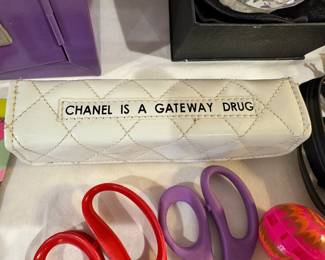 CHANEL IS A GATEWAY DRUG